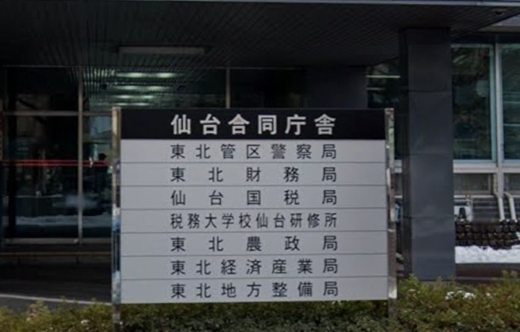 仙台合同庁舎
東北管区警察局
東北財務局
仙台国税局
税務大学校仙台研修所
東北農政局
東北経済産業局
東北地方整備局